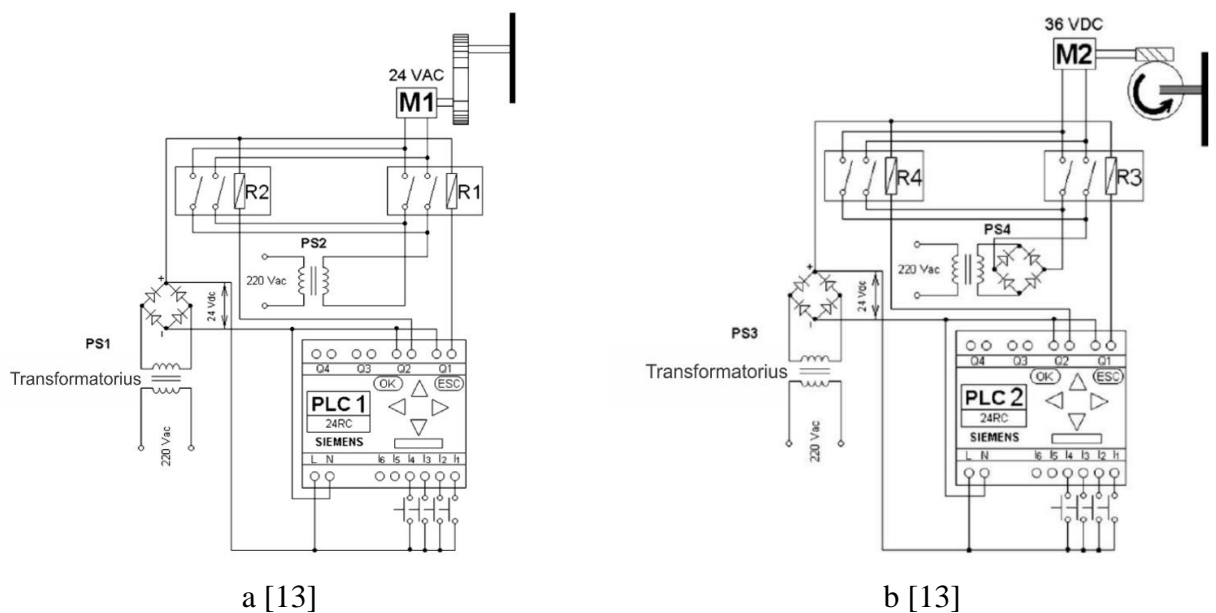 24 VAC
M1
R2
R1
PS2
220 Vac
+
24 Vdc
-
PS1
Transformatorius
220 Vac
Q4 Q3 Q2 Q1
OK ESC
PLC 1
24RC
SIEMENS
L N I6 I5 I4 I3 I2 I1
a [13]
36 VDC
M2
R4
R3
PS4
220 Vac
+
24 Vdc
-
PS3
Transformatorius
220 Vac
Q4 Q3 Q2 Q1
OK ESC
PLC 2
24RC
SIEMENS
L N I6 I5 I4 I3 I2 I1
b [13]